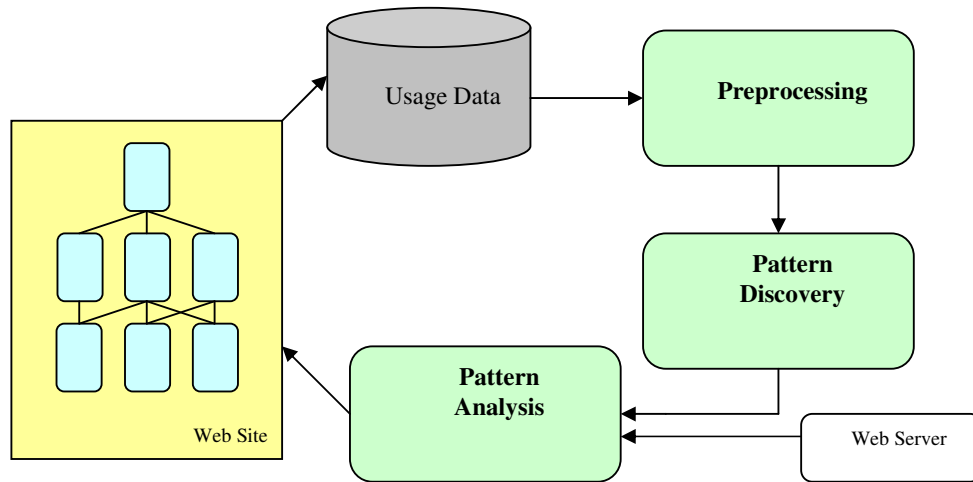 Usage Data
Preprocessing
Pattern
Discovery
Pattern
Analysis
Web Site
Web Server